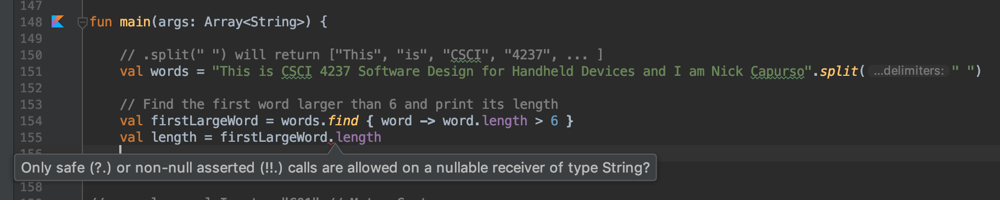 147
148 fun main(args: Array<String>) {
149
150 // .split(" ") will return ["This", "is", "CSCI", "4237", ... ]
151 val words = "This is CSCI 4237 Software Design for Handheld Devices and I am Nick Capurso".split( ...delimiters: " ")
152
153 // Find the first word larger than 6 and print its length
154 val firstLargeWord = words.find { word -> word.length > 6 }
155 val length = firstLargeWord.length
156
Only safe (?.) or non-null asserted (!!.) calls are allowed on a nullable receiver of type String?
158